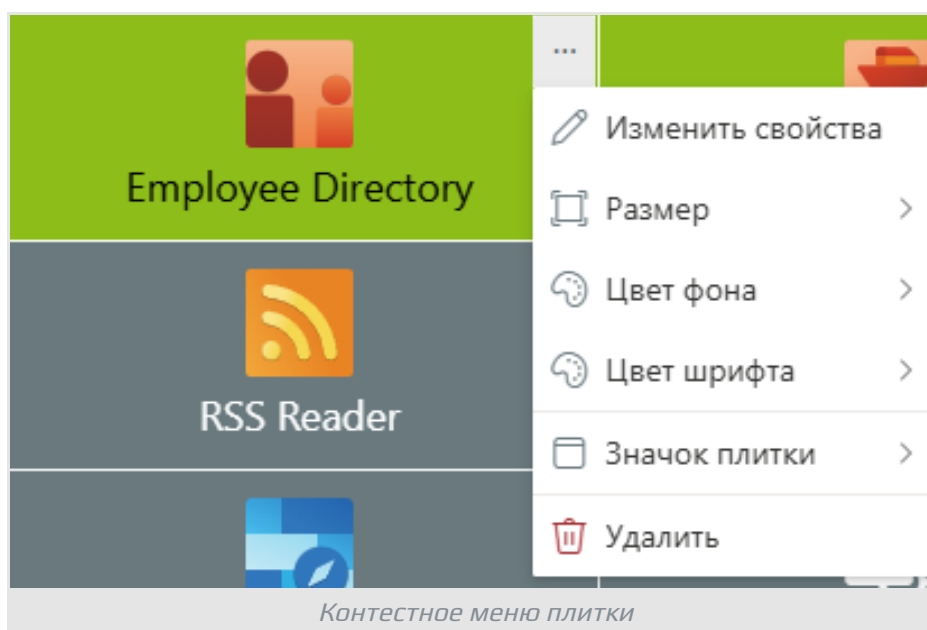 ...
Employee Directory
RSS Reader
Изменить свойства
Размер
Цвет фона
Цвет шрифта
Значок плитки
Удалить
Контестное меню плитки